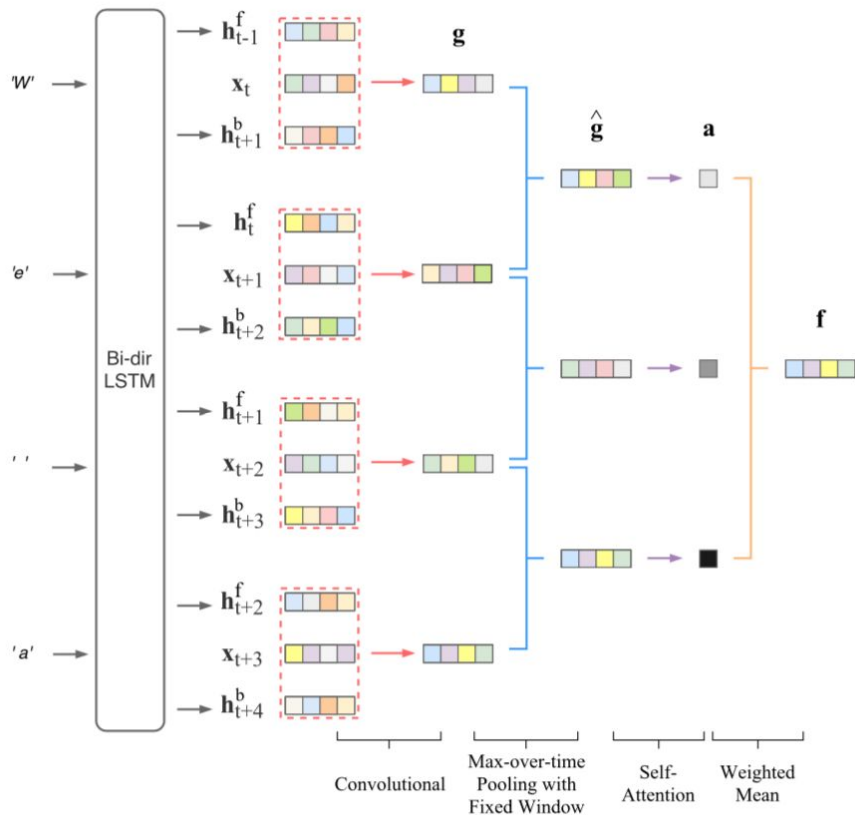 h^f_{t-1}
g
'W'
x_t
h^b_{t+1}
ĝ
a
h^f_t
'e'
x_{t+1}
h^b_{t+2}
f
Bi-dir
LSTM
h^f_{t+1}
' '
x_{t+2}
h^b_{t+3}
h^f_{t+2}
'a'
x_{t+3}
h^b_{t+4}
Convolutional
Max-over-time
Pooling with
Fixed Window
Self-
Attention
Weighted
Mean